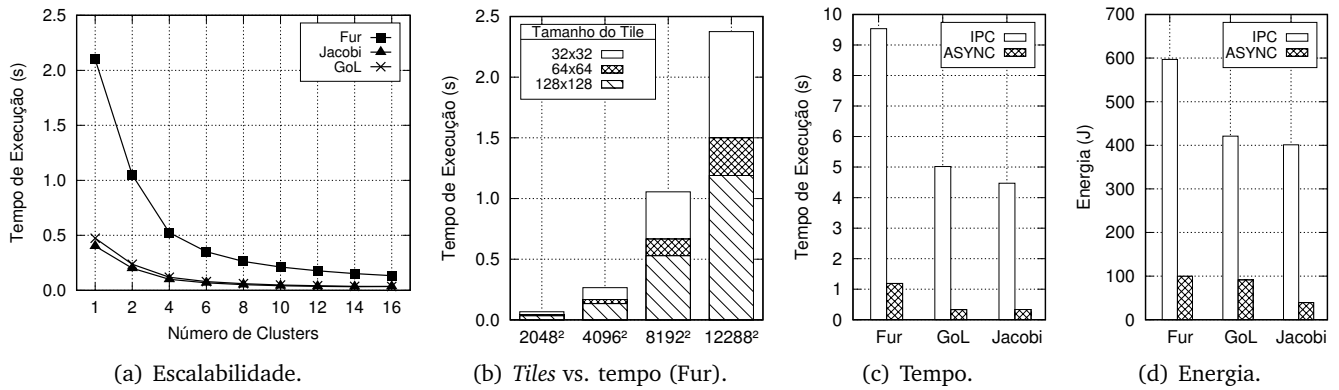 2.5
2.0
1.5
1.0
0.5
0.0
Tempo de Execução (s)
Fur
Jacobi
GoL
1 2 4 6 8 10 12 14 16
Número de Clusters
(a) Escalabilidade.
2.5
2.0
1.5
1.0
0.5
0.0
Tempo de Execução (s)
Tamanho do Tile
32x32
64x64
128x128
2048² 4096² 8192² 12288²
(b) Tiles vs. tempo (Fur).
10
9
8
7
6
5
4
3
2
1
0
Tempo de Execução (s)
IPC
ASYNC
Fur GoL Jacobi
(c) Tempo.
700
600
500
400
300
200
100
0
Energia (J)
IPC
ASYNC
Fur GoL Jacobi
(d) Energia.